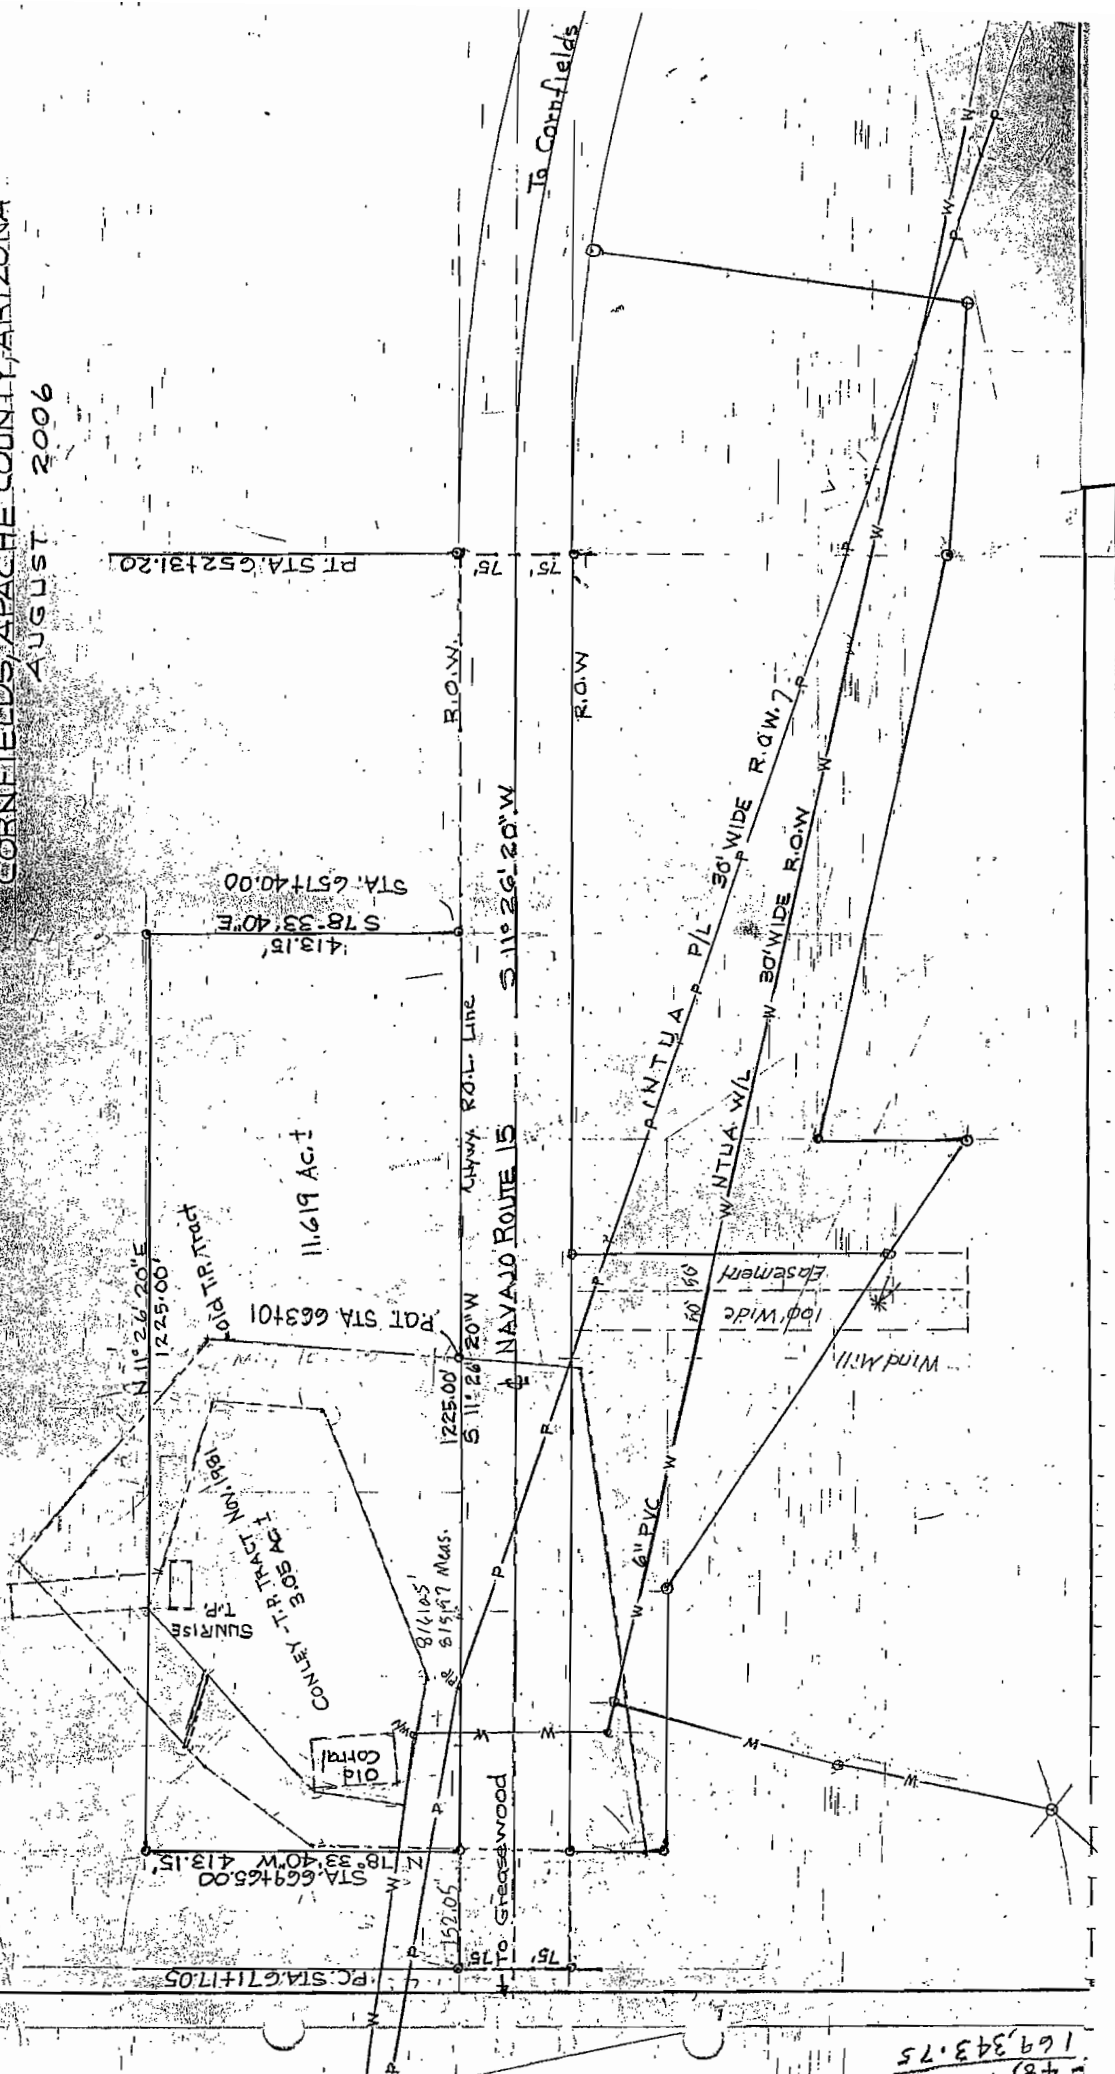 CORNFIELDS, APACHE COUNTY, ARIZONA
AUGUST 2006
To Cornfields
P.T. STA. 652+31.20
75'
75'
R.O.W.
R.O.W
STA. 657+40.00
S 78°33'40"E
413.15'
N 11°26'20"E
1225.00'
Old T.P. Tract
11.619 Ac.±
Hywy. R.O.L. Line
S 11°26'20" W
NAVAJO ROUTE 15
P.O.T. STA 663+01
1225.00'
S 11°26'20" W
NTUA P/L 30' WIDE R.O.W.
NTUA W/L 30' WIDE R.O.W
6" PVC
50'
Easement
100' Wide
Wind Mill
SUNRISE
T.P.
CONLEY - T.P. TRACT NOV. 1981
3.05 Ac ±
816.05'
815.97 Meas.
PP
Old
Corral
N 78°33'40" W 413.15'
STA. 669+65.00
152.05'
P.C. STA. 671+17.05
75'
75'
To Greasewood
48)
169,343.75